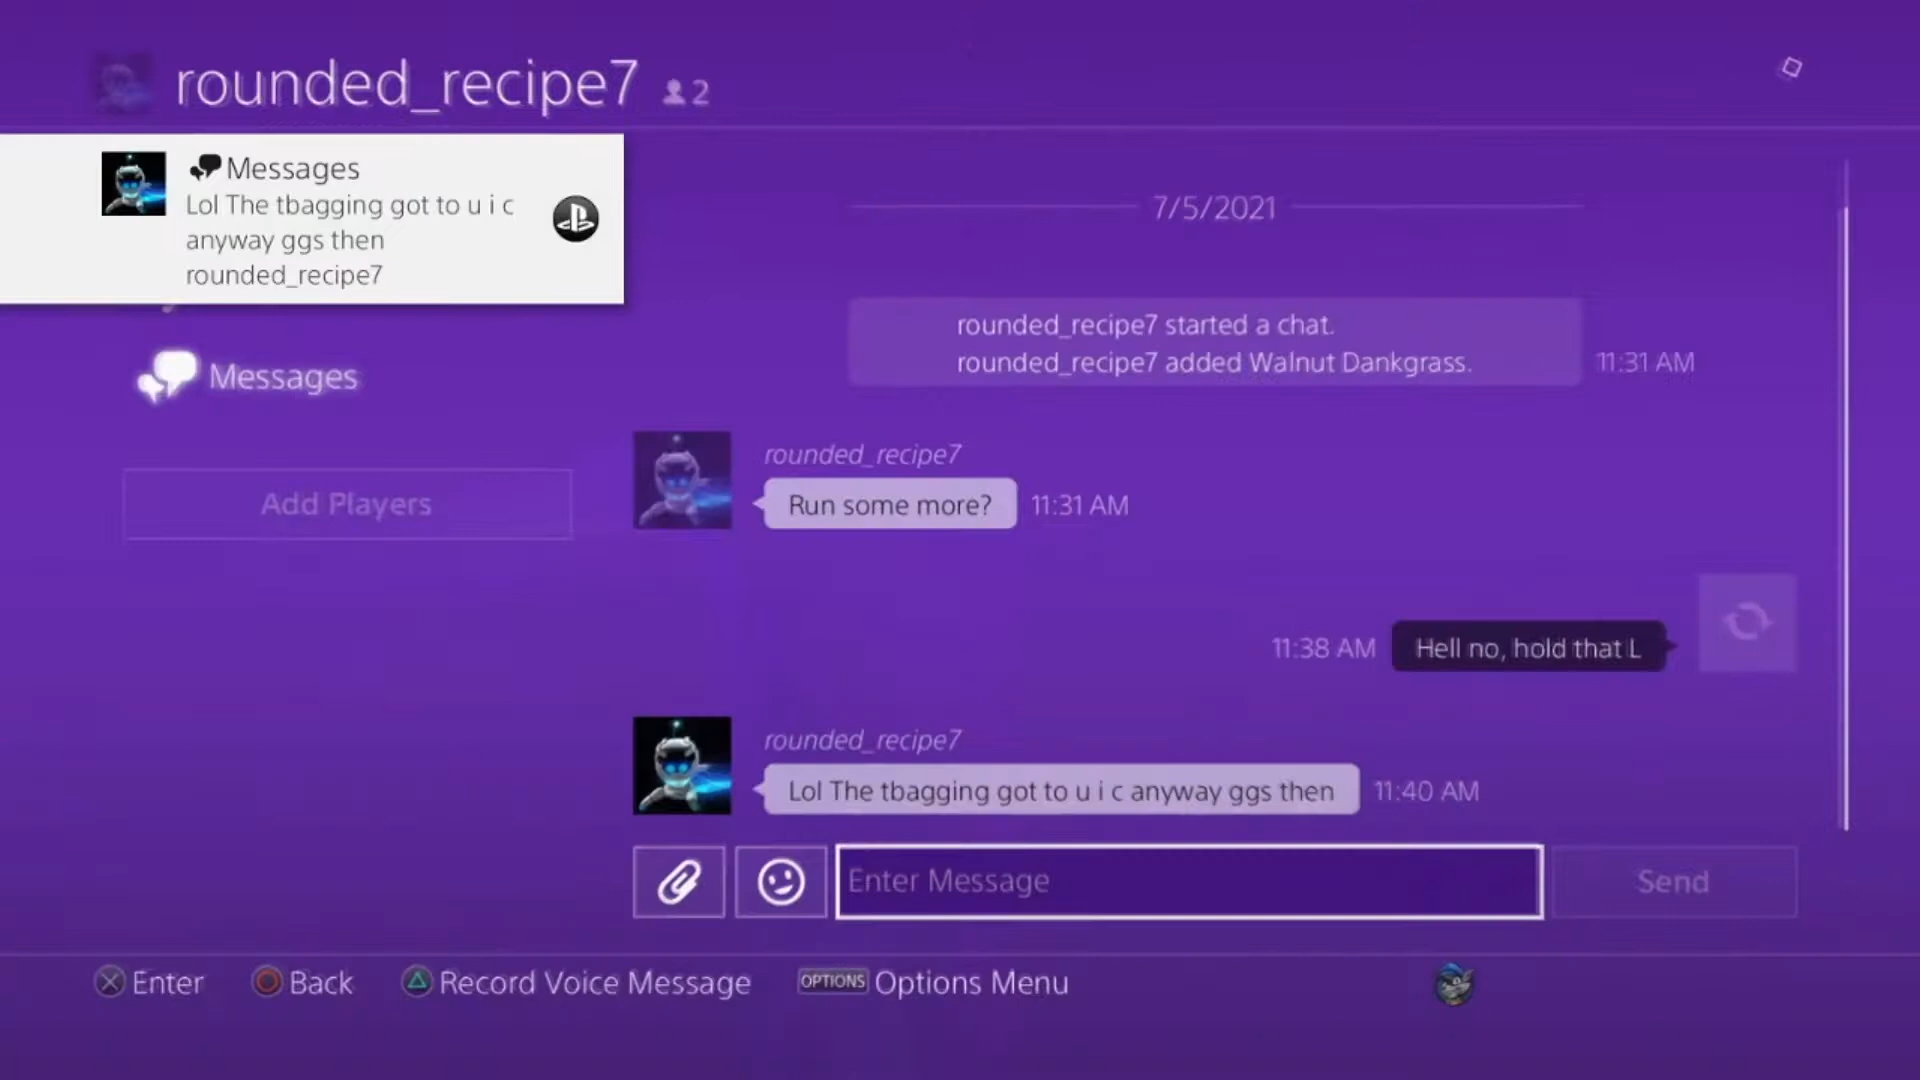 rounded_recipe7 2
Messages
Lol The tbagging got to u i c
anyway ggs then
rounded_recipe7
Messages
Add Players
7/5/2021
rounded_recipe7 started a chat.
rounded_recipe7 added Walnut Dankgrass.
11:31 AM
rounded_recipe7
Run some more? 11:31 AM
11:38 AM Hell no, hold that L
rounded_recipe7
Lol The tbagging got to u i c anyway ggs then 11:40 AM
Enter Message
Send
Enter Back Record Voice Message OPTIONS Options Menu